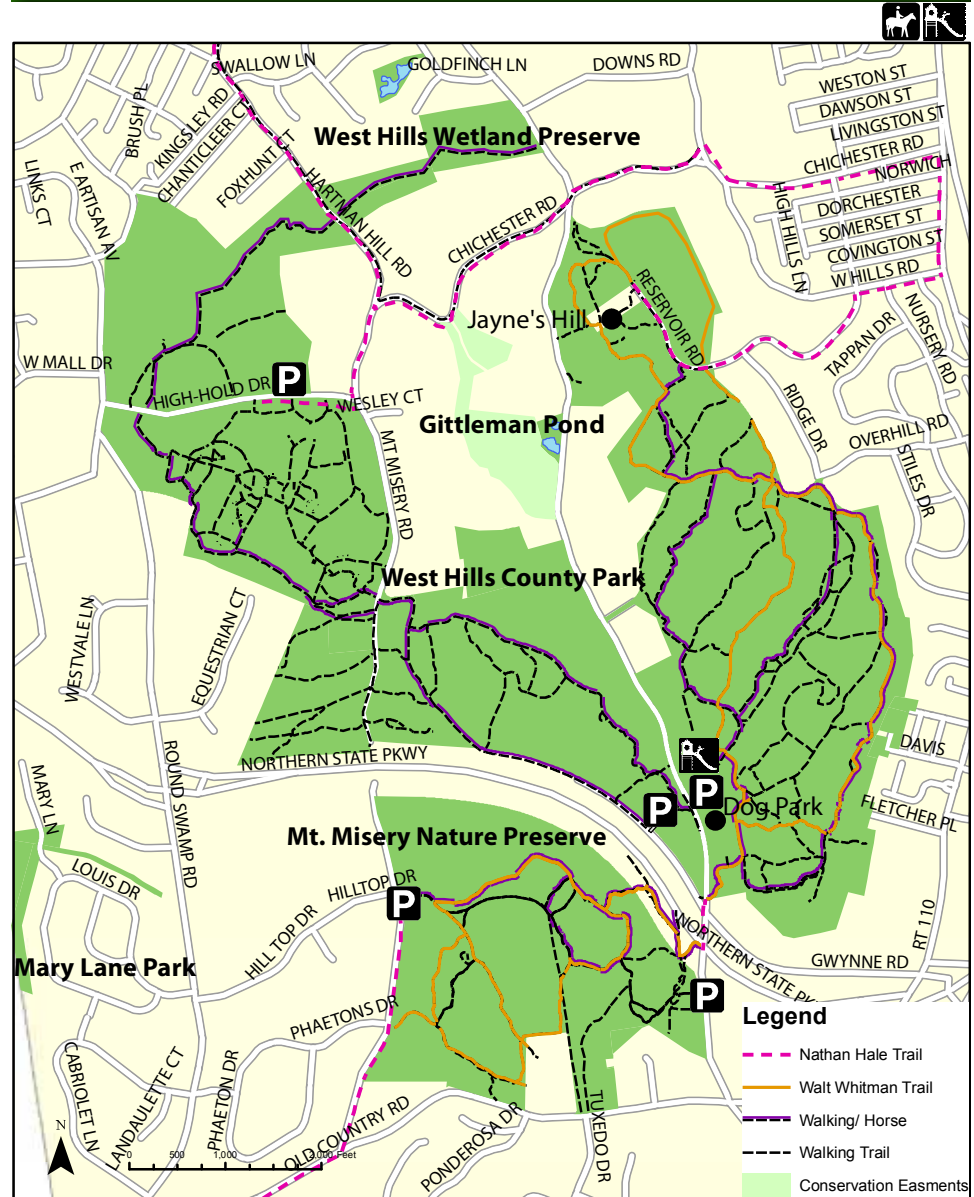 SWALLOW LN
GOLDFINCH LN
DOWNS RD
WESTON ST
DAWSON ST
LIVINGSTON ST
CHICHESTER RD
NORWICH
DORCHESTER
SOMERSET ST
COVINGTON ST
W HILLS RD
BRUSH PL
KINGSLEY RD
CHANTICLEER CT
FOXHUNT CT
West Hills Wetland Preserve
LINKS CT
E ARTISAN AV
HARTMAN HILL RD
CHICHESTER RD
HIGH HILLS LN
RESERVOIR RD
Jayne's Hill
TAPPAN DR
NURSERY RD
W MALL DR
HIGH-HOLD DR
P
WESLEY CT
RIDGE DR
OVERHILL RD
STILES DR
Gittleman Pond
MT MISERY RD
West Hills County Park
WESTVALE LN
EQUESTRIAN CT
NORTHERN STATE PKWY
DAVIS
FLETCHER PL
P
P
Dog Park
MARY LN
ROUND SWAMP RD
LOUIS DR
Mt. Misery Nature Preserve
HILLTOP DR
P
HILL TOP DR
NORTHERN STATE PK
RT 110
GWYNNE RD
Mary Lane Park
P
PHAETONS DR
CABRIOLET LN
LANDAULETTE CT
PHAETON DR
OLD COUNTRY RD
PONDEROSA DR
TUXEDO DR
N
0 500 1,000 2,000 Feet
Legend
Nathan Hale Trail
Walt Whitman Trail
Walking/ Horse
Walking Trail
Conservation Easments